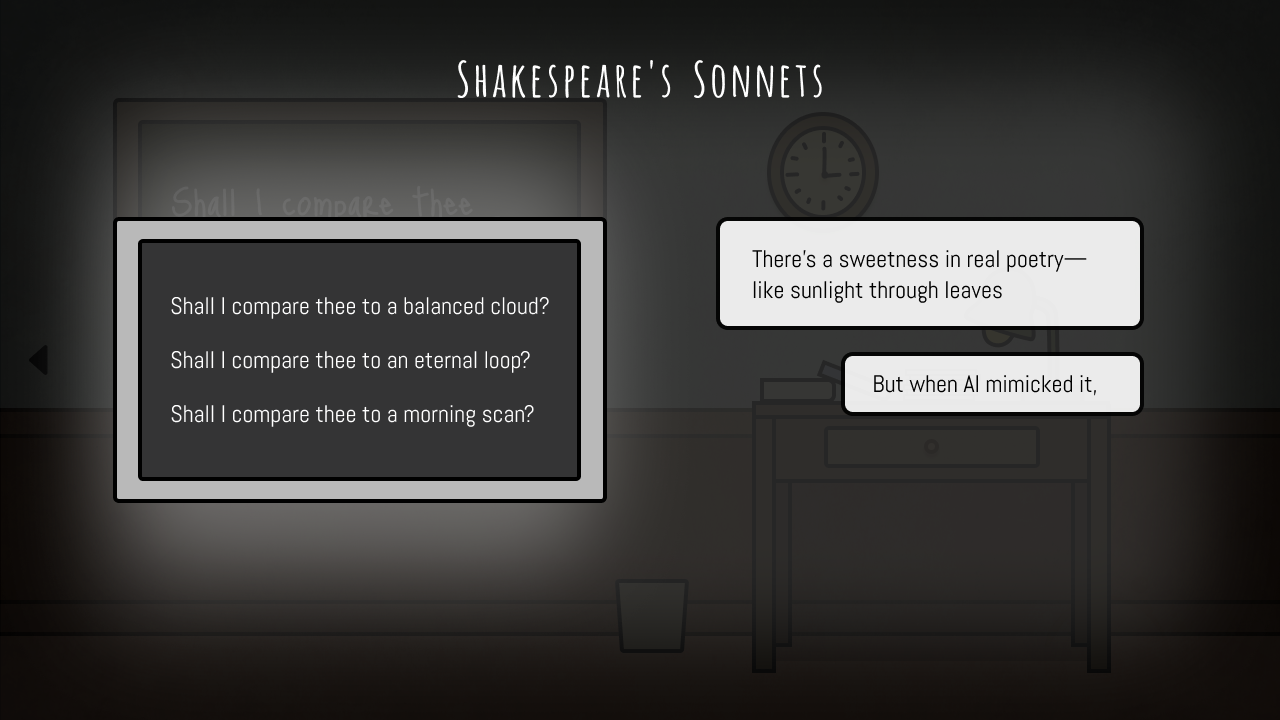 Shakespeare's Sonnets
Shall I compare thee
Shall I compare thee to a balanced cloud?
Shall I compare thee to an eternal loop?
Shall I compare thee to a morning scan?
There's a sweetness in real poetry—
like sunlight through leaves
But when AI mimicked it,